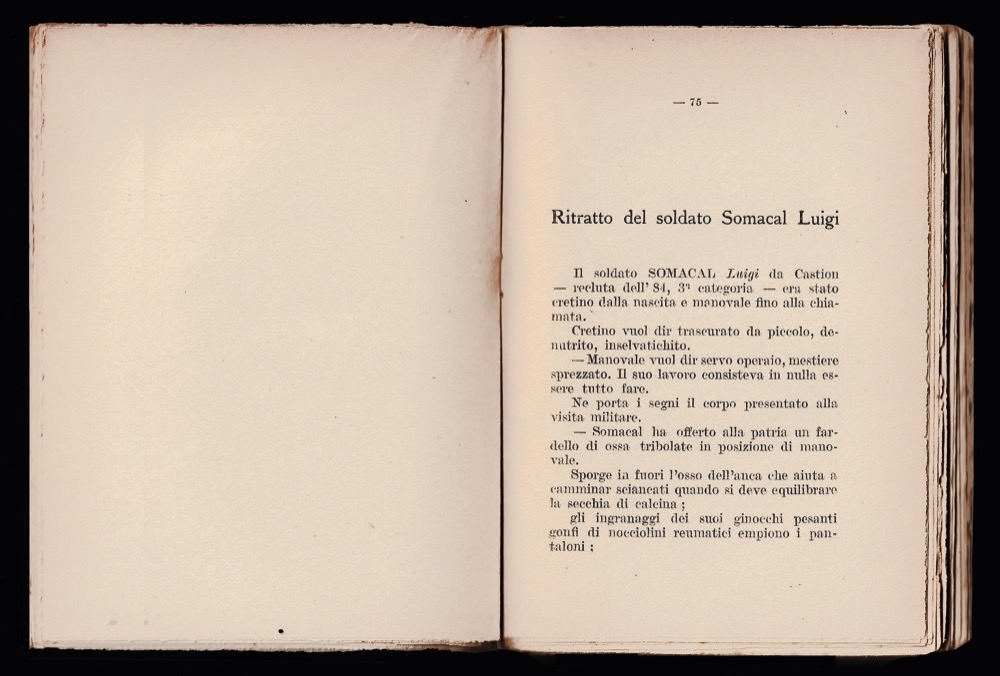 — 75 —
Ritratto del soldato Somacal Luigi
Il soldato SOMACAL Luigi da Castion
— recluta dell' 84, 3ª categoria — era stato
cretino dalla nascita e manovale fino alla chia-
mata.
Cretino vuol dir trascurato da piccolo, de-
nutrito, inselvatichito.
— Manovale vuol dir servo operaio, mestiere
sprezzato. Il suo lavoro consisteva in nulla es-
sere tutto fare.
Ne porta i segni il corpo presentato alla
visita militare.
— Somacal ha offerto alla patria un far-
dello di ossa tribolate in posizione di mano-
vale.
Sporge in fuori l'osso dell'anca che aiuta a
camminar sciancati quando si deve equilibrare
la secchia di calcina ;
gli ingranaggi dei suoi ginocchi pesanti
gonfi di nocciolini reumatici empiono i pan-
taloni ;